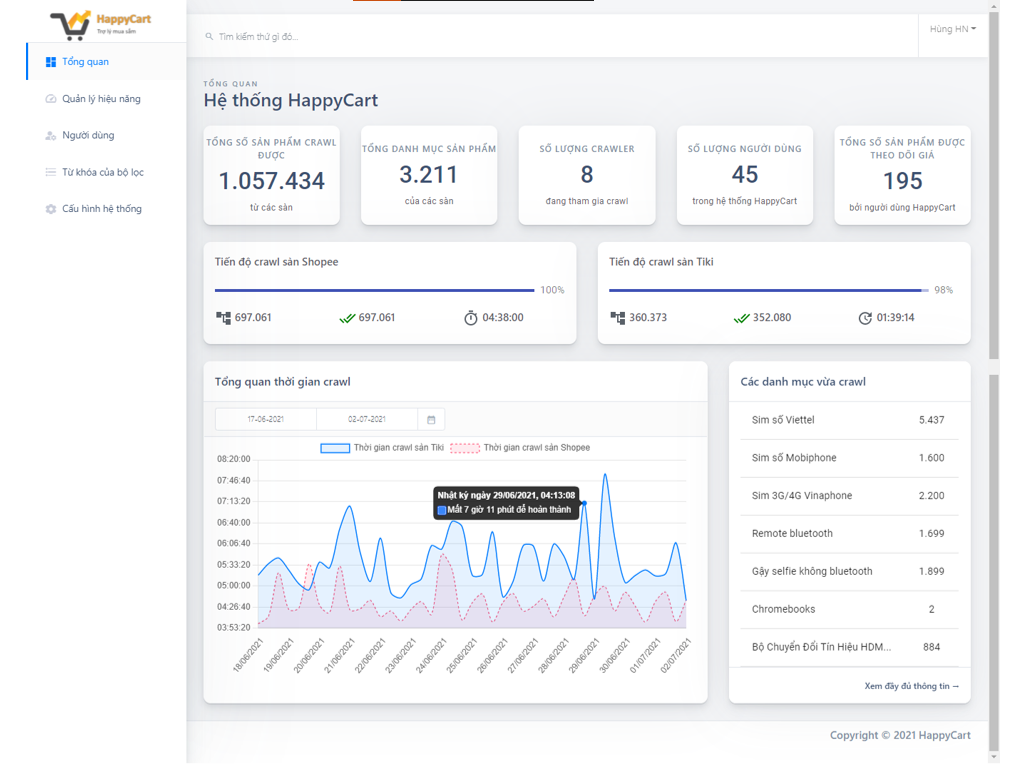 HappyCart
Trợ lý mua sắm
Tổng quan
Quản lý hiệu năng
Người dùng
Từ khóa của bộ lọc
Cấu hình hệ thống
Tìm kiếm thứ gì đó...
Hùng HN
TỔNG QUAN
Hệ thống HappyCart
TỔNG SỐ SẢN PHẨM CRAWL
ĐƯỢC
1.057.434
từ các sàn
TỔNG DANH MỤC SẢN PHẨM
3.211
của các sàn
SỐ LƯỢNG CRAWLER
8
đang tham gia crawl
SỐ LƯỢNG NGƯỜI DÙNG
45
trong hệ thống HappyCart
TỔNG SỐ SẢN PHẨM ĐƯỢC
THEO DÕI GIÁ
195
bởi người dùng HappyCart
Tiến độ crawl sàn Shopee
100%
697.061
697.061
04:38:00
Tiến độ crawl sàn Tiki
98%
360.373
352.080
01:39:14
Tổng quan thời gian crawl
17-06-2021
02-07-2021
Thời gian crawl sàn Tiki
Thời gian crawl sàn Shopee
08:20:00
07:46:40
07:13:20
06:40:00
06:06:40
05:33:20
05:00:00
04:26:40
03:53:20
Nhật ký ngày 29/06/2021, 04:13:08
Mất 7 giờ 11 phút để hoàn thành
18/06/2021
19/06/2021
20/06/2021
21/06/2021
22/06/2021
23/06/2021
24/06/2021
25/06/2021
26/06/2021
27/06/2021
28/06/2021
29/06/2021
30/06/2021
01/07/2021
02/07/2021
Các danh mục vừa crawl
Sim số Viettel 5.437
Sim số Mobiphone 1.600
Sim 3G/4G Vinaphone 2.200
Remote bluetooth 1.699
Gậy selfie không bluetooth 1.899
Chromebooks 2
Bộ Chuyển Đổi Tín Hiệu HDM... 884
Xem đầy đủ thông tin →
Copyright © 2021 HappyCart